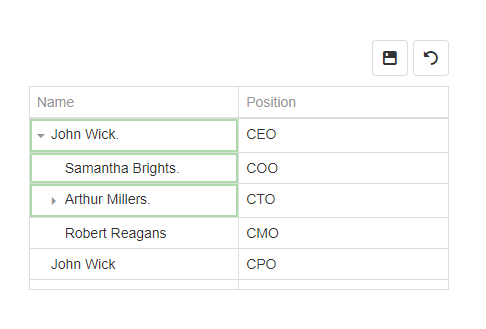 Name Position
John Wick. CEO
Samantha Brights. COO
Arthur Millers. CTO
Robert Reagans CMO
John Wick CPO